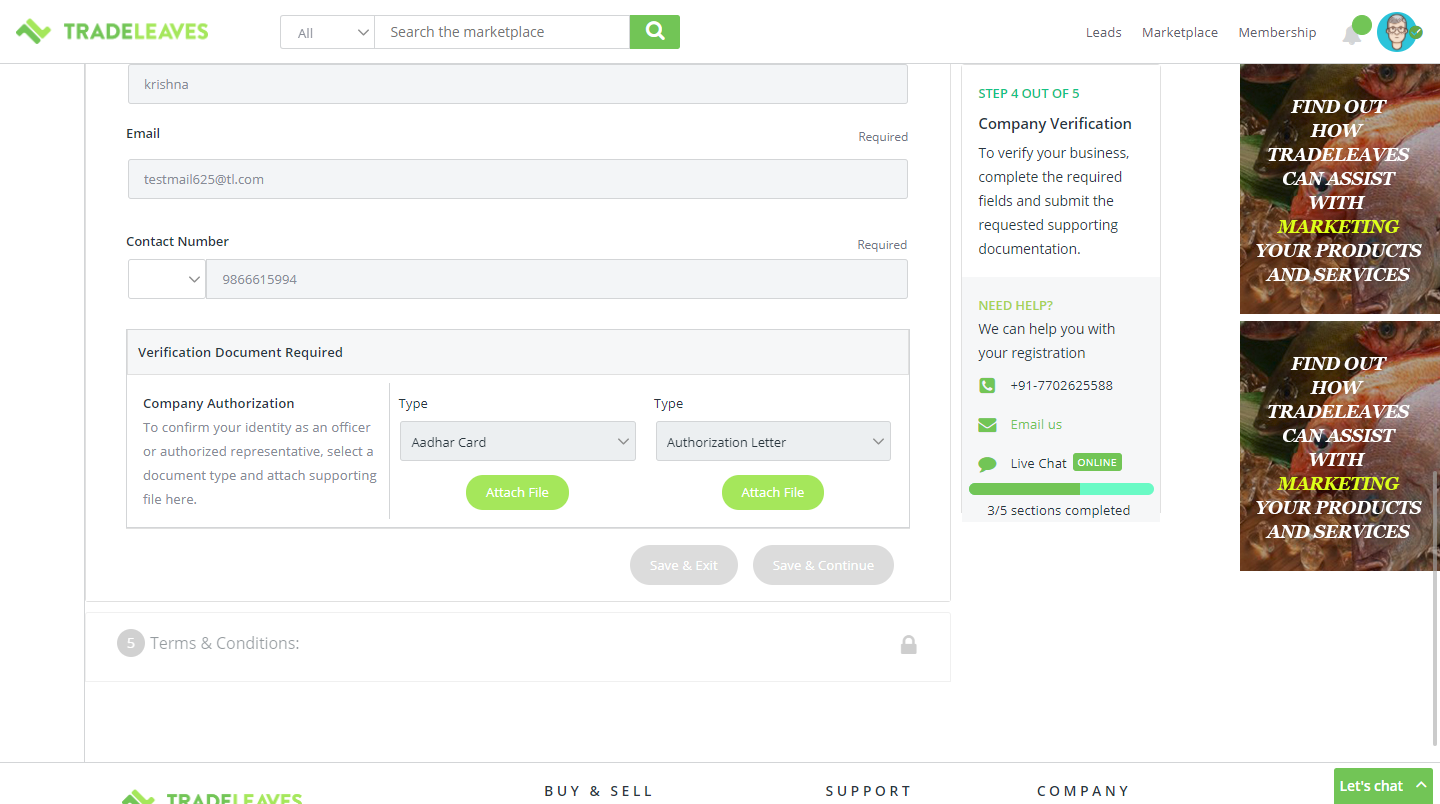 TRADELEAVES
All
Search the marketplace
Leads
Marketplace
Membership
krishna
Email
Required
testmail625@tl.com
Contact Number
Required
9866615994
Verification Document Required
Company Authorization
To confirm your identity as an officer
or authorized representative, select a
document type and attach supporting
file here.
Type
Aadhar Card
Attach File
Type
Authorization Letter
Attach File
Save & Exit
Save & Continue
5 Terms & Conditions:
STEP 4 OUT OF 5
Company Verification
To verify your business,
complete the required
fields and submit the
requested supporting
documentation.
NEED HELP?
We can help you with
your registration
+91-7702625588
Email us
Live Chat ONLINE
3/5 sections completed
FIND OUT
HOW
TRADELEAVES
CAN ASSIST
WITH
MARKETING
YOUR PRODUCTS
AND SERVICES
FIND OUT
HOW
TRADELEAVES
CAN ASSIST
WITH
MARKETING
YOUR PRODUCTS
AND SERVICES
TRADELEAVES
BUY & SELL
SUPPORT
COMPANY
Let's chat